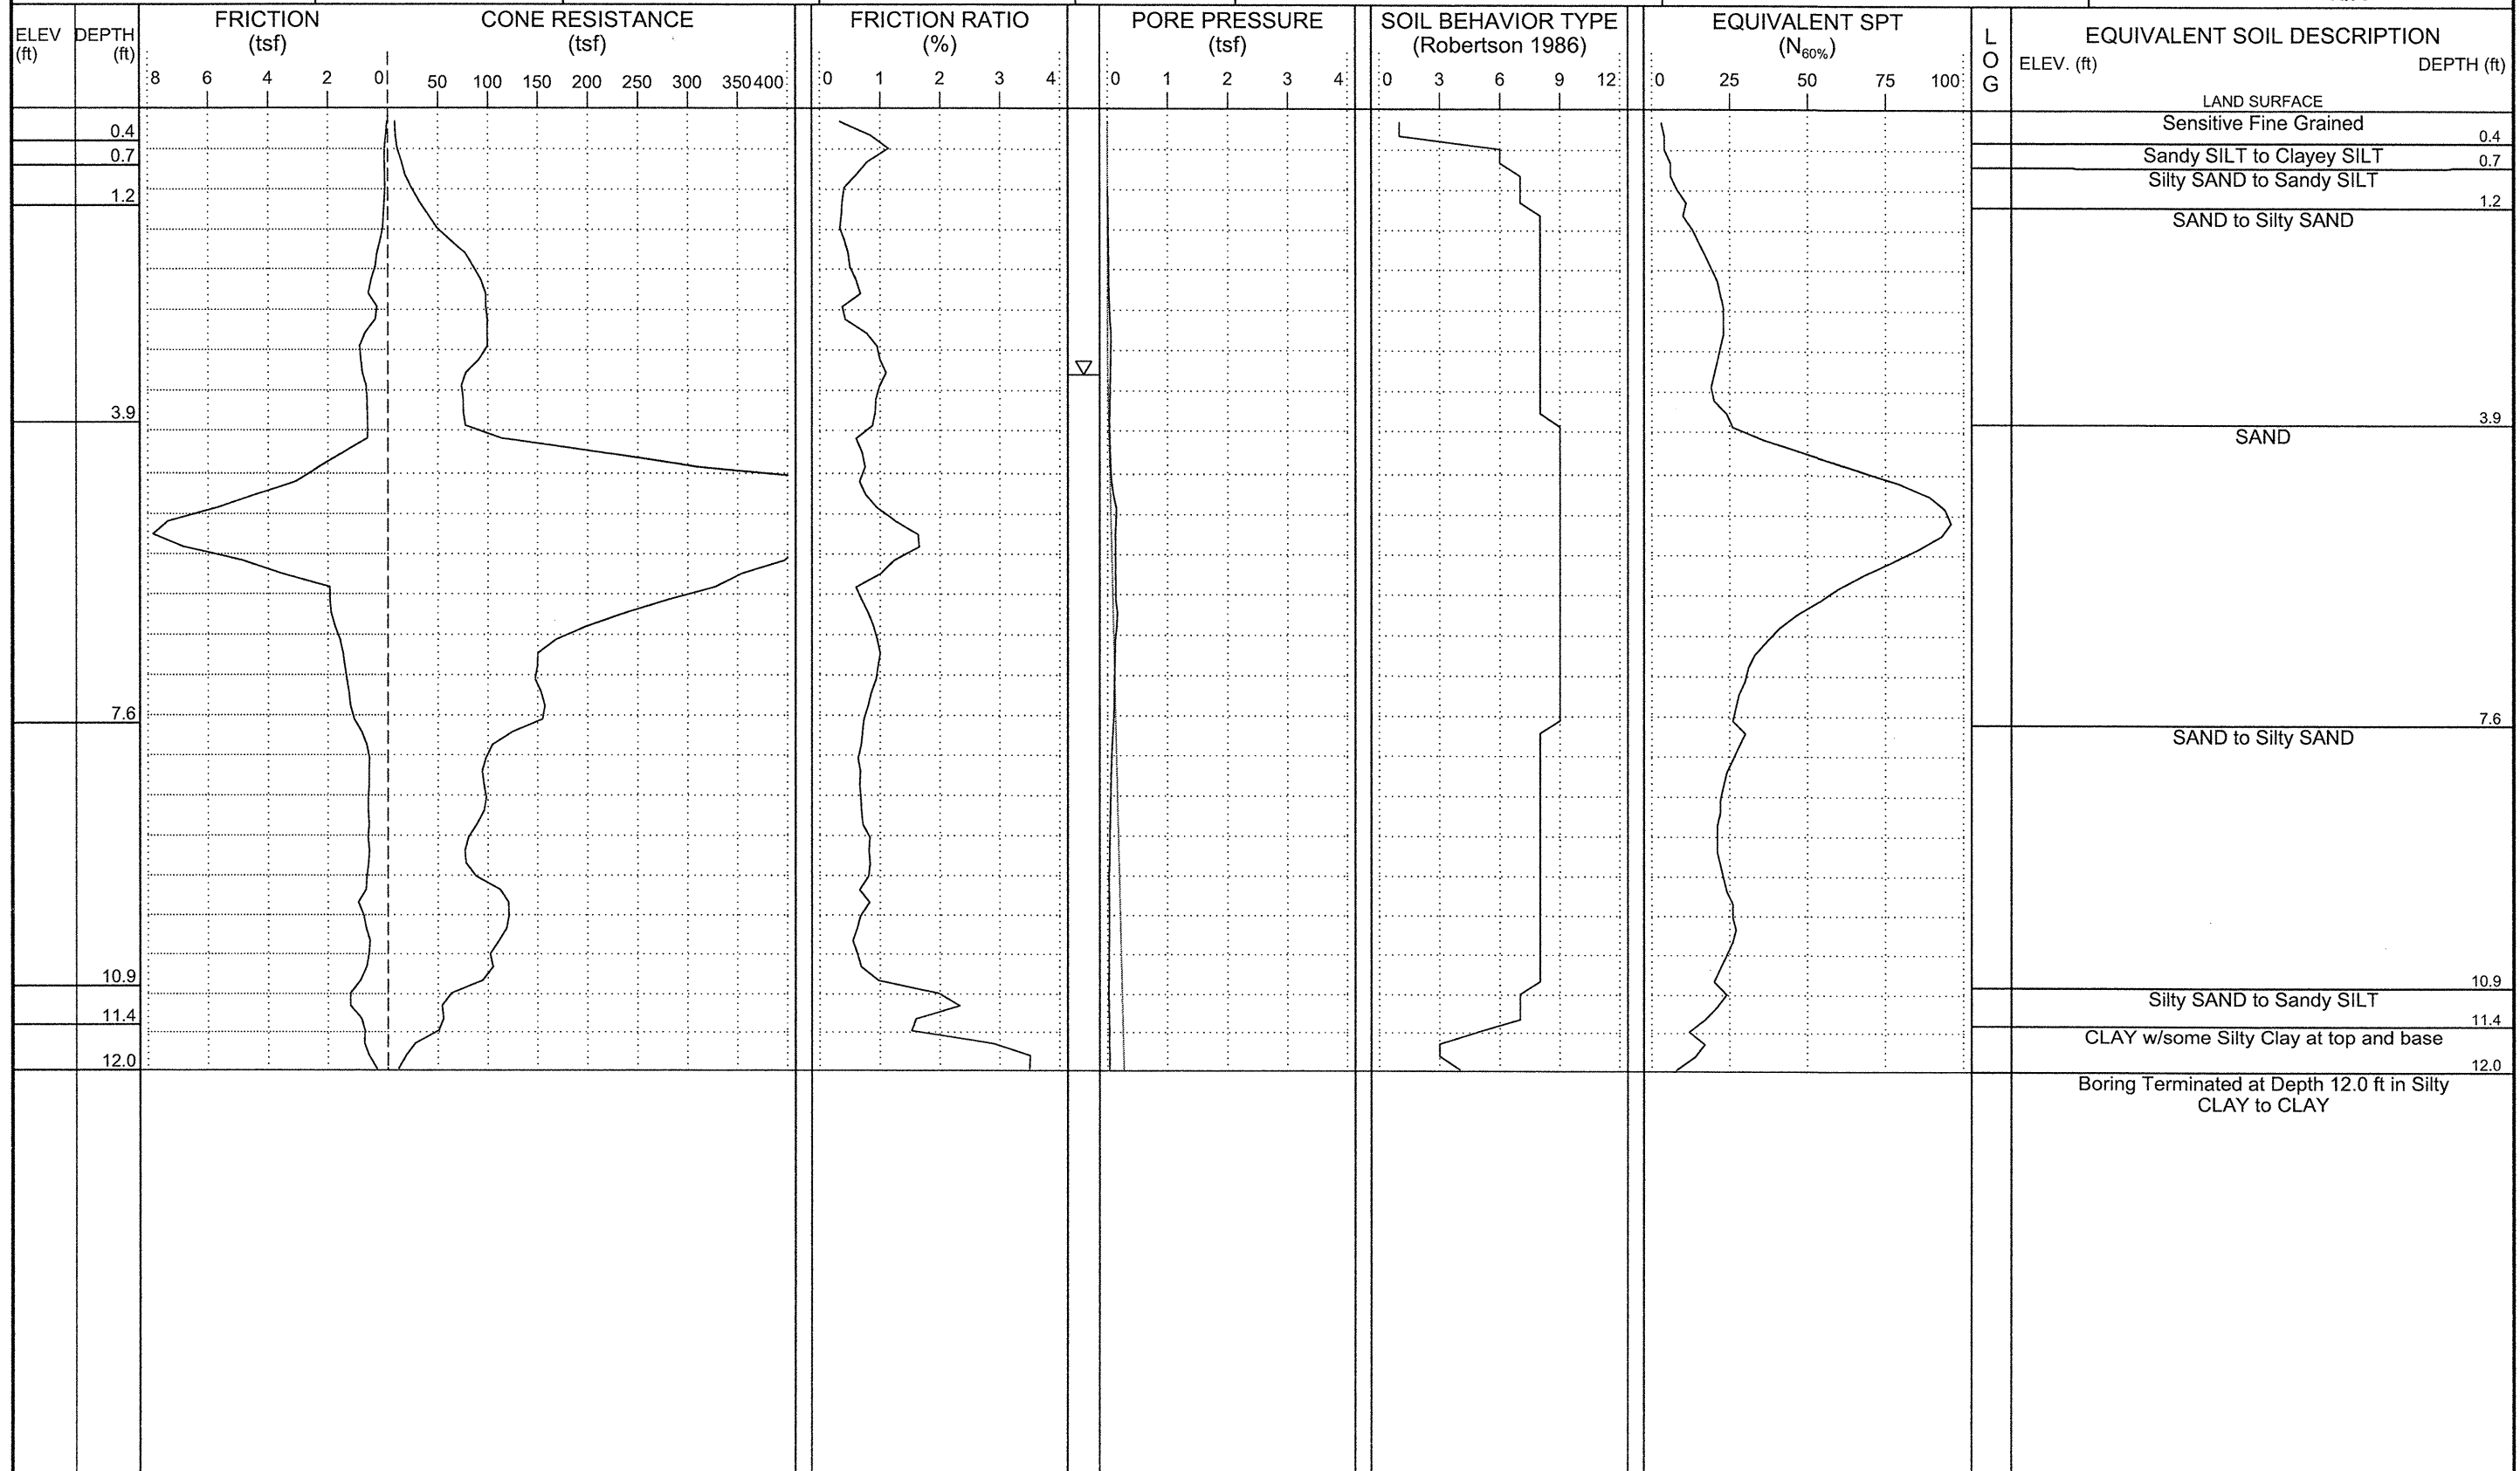 ELEV
(ft)
DEPTH
(ft)
FRICTION
(tsf)
8 6 4 2 0
CONE RESISTANCE
(tsf)
50 100 150 200 250 300 350 400
FRICTION RATIO
(%)
0 1 2 3 4
PORE PRESSURE
(tsf)
0 1 2 3 4
SOIL BEHAVIOR TYPE
(Robertson 1986)
0 3 6 9 12
EQUIVALENT SPT
(N60%)
0 25 50 75 100
L
O
G
EQUIVALENT SOIL DESCRIPTION
ELEV. (ft) DEPTH (ft)
LAND SURFACE
0.4
Sensitive Fine Grained
0.4
0.7
Sandy SILT to Clayey SILT
0.7
1.2
Silty SAND to Sandy SILT
1.2
SAND to Silty SAND
3.9
3.9
SAND
7.6
7.6
SAND to Silty SAND
10.9
10.9
Silty SAND to Sandy SILT
11.4
11.4
CLAY w/some Silty Clay at top and base
12.0
12.0
Boring Terminated at Depth 12.0 ft in Silty
CLAY to CLAY